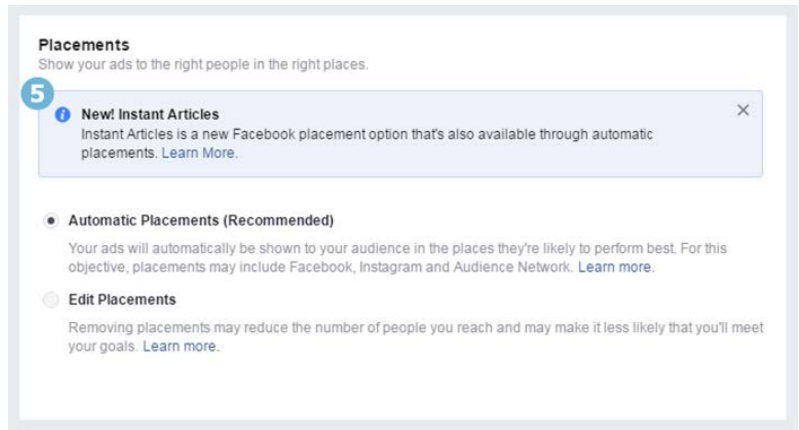 Placements
Show your ads to the right people in the right places.
5
New! Instant Articles
Instant Articles is a new Facebook placement option that's also available through automatic
placements. Learn More.
Automatic Placements (Recommended)
Your ads will automatically be shown to your audience in the places they're likely to perform best. For this
objective, placements may include Facebook, Instagram and Audience Network. Learn more.
Edit Placements
Removing placements may reduce the number of people you reach and may make it less likely that you'll meet
your goals. Learn more.